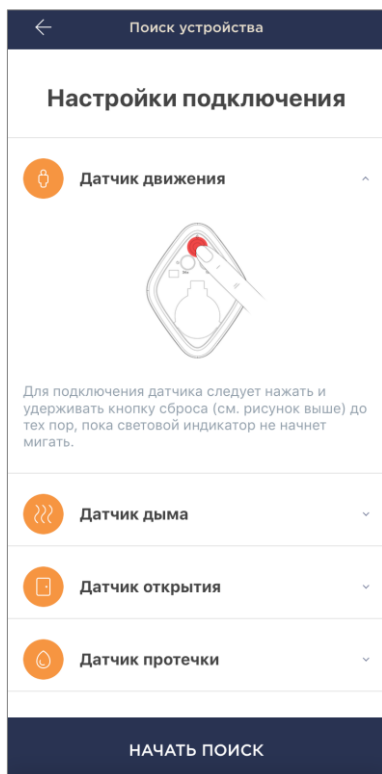 Поиск устройства
Настройки подключения
Датчик движения
Для подключения датчика следует нажать и
удерживать кнопку сброса (см. рисунок выше) до
тех пор, пока световой индикатор не начнет
мигать.
Датчик дыма
Датчик открытия
Датчик протечки
НАЧАТЬ ПОИСК